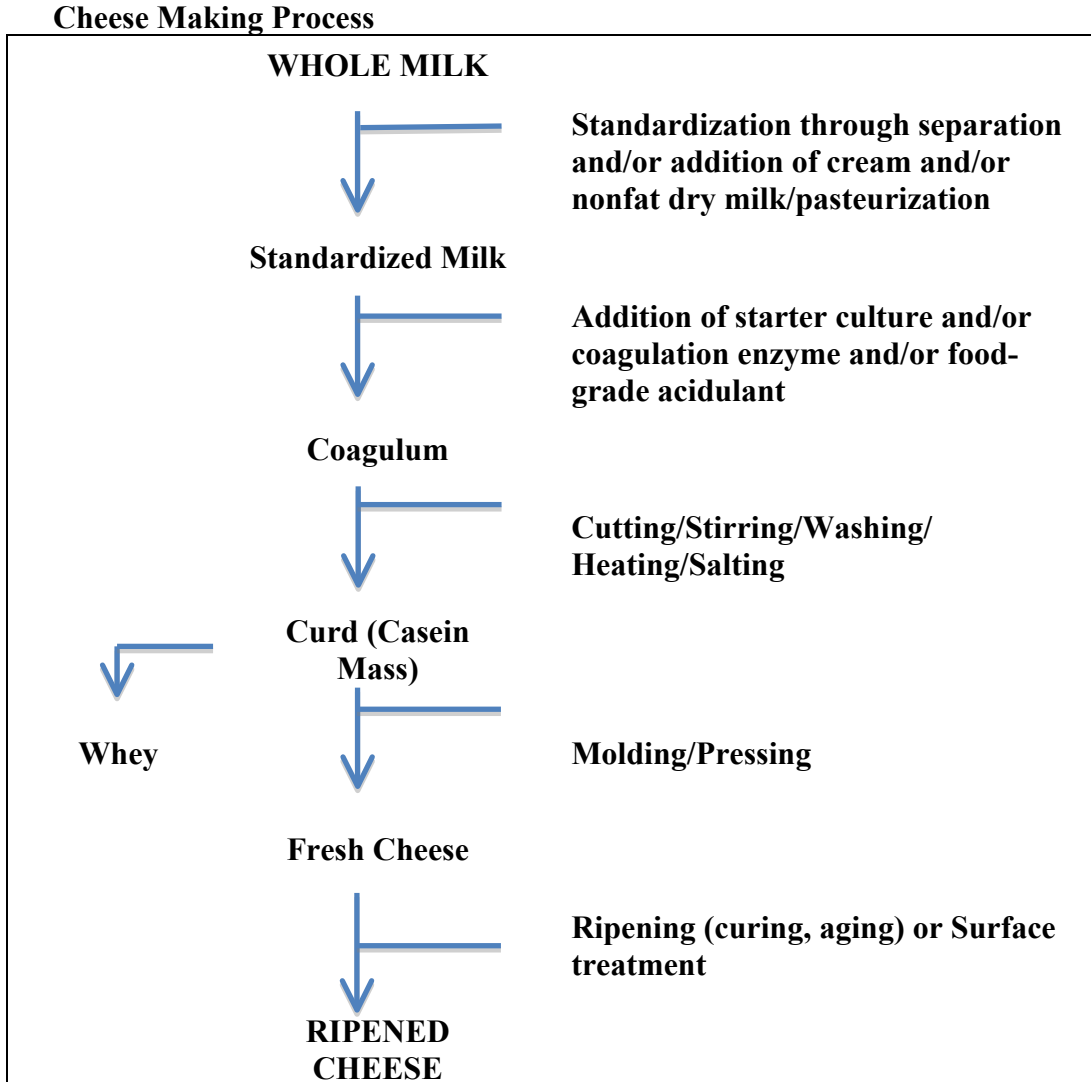 Cheese Making Process
WHOLE MILK
Standardization through separation
and/or addition of cream and/or
nonfat dry milk/pasteurization
Standardized Milk
Addition of starter culture and/or
coagulation enzyme and/or food-
grade acidulant
Coagulum
Cutting/Stirring/Washing/
Heating/Salting
Curd (Casein
Mass)
Whey
Molding/Pressing
Fresh Cheese
Ripening (curing, aging) or Surface
treatment
RIPENED
CHEESE